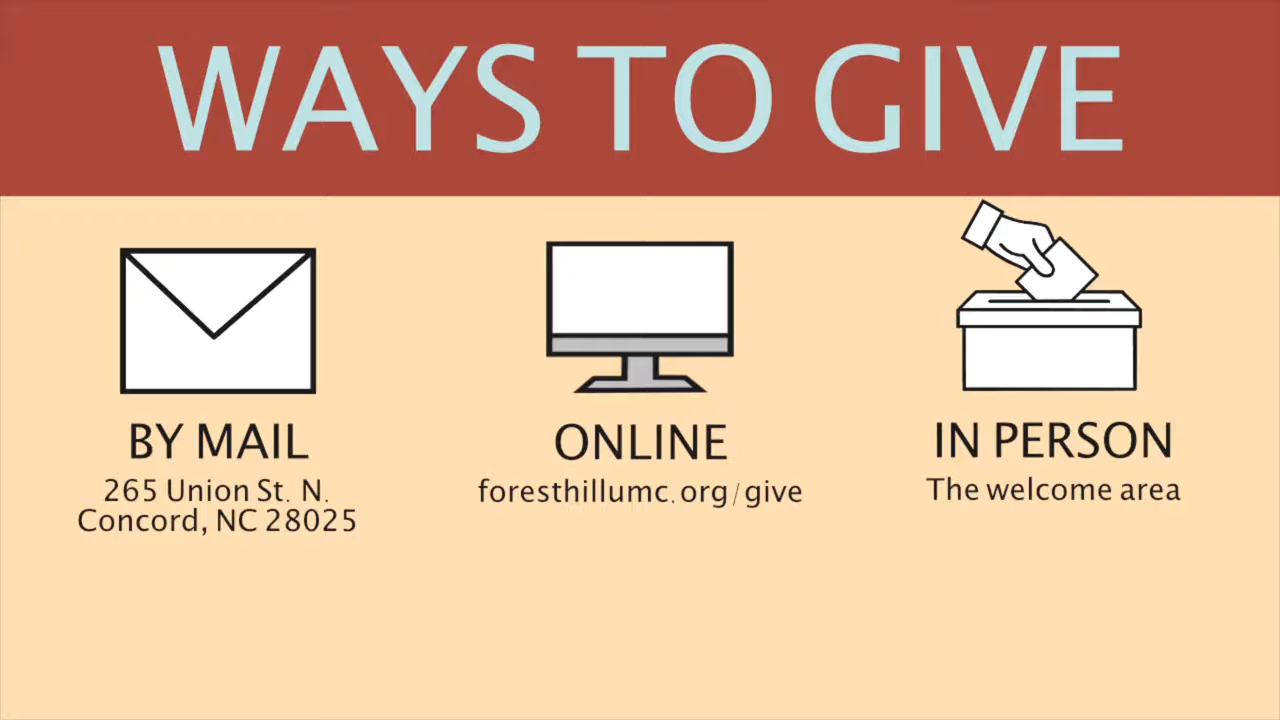 WAYS TO GIVE
BY MAIL
265 Union St. N.
Concord, NC 28025
ONLINE
foresthillumc.org/give
IN PERSON
The welcome area